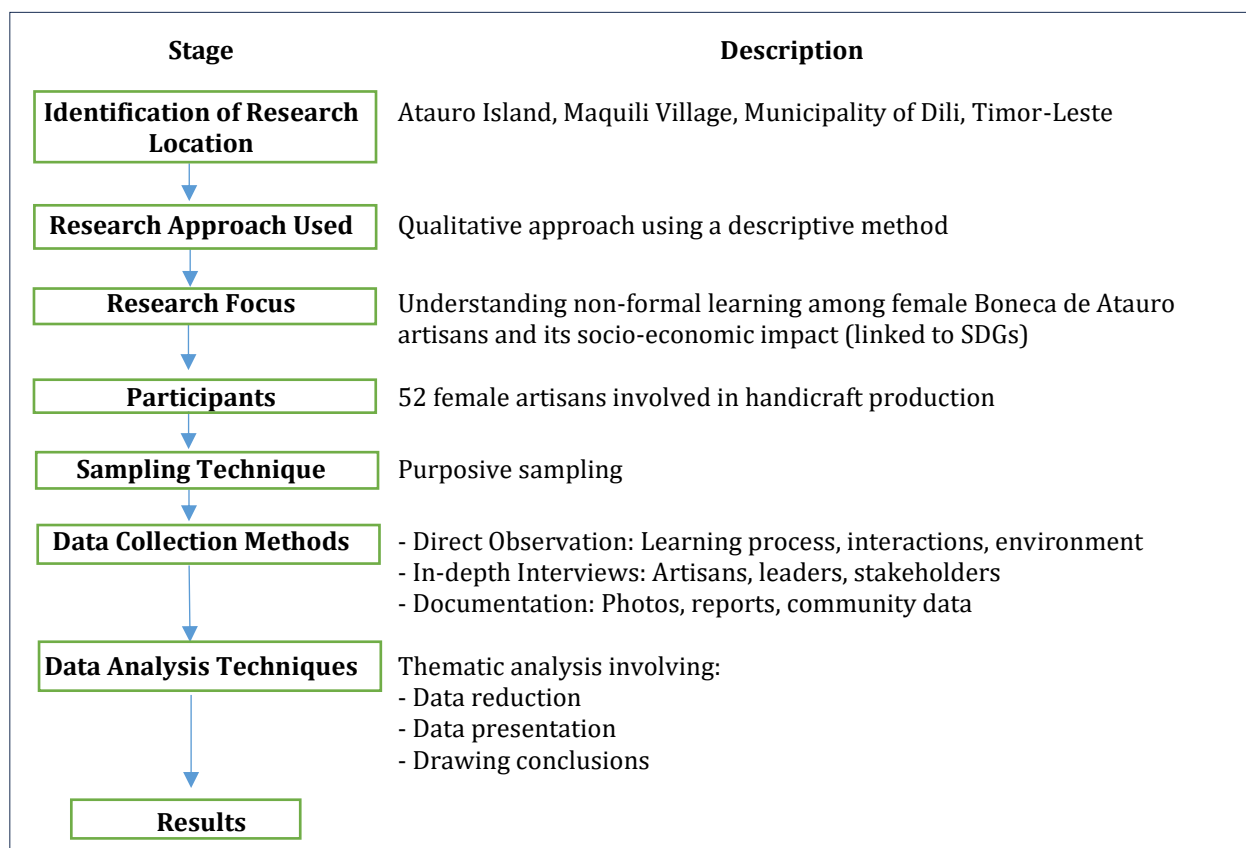 Stage Description
Identification of Research
Location
Atauro Island, Maquili Village, Municipality of Dili, Timor-Leste
Research Approach Used
Qualitative approach using a descriptive method
Research Focus
Understanding non-formal learning among female Boneca de Atauro
artisans and its socio-economic impact (linked to SDGs)
Participants
52 female artisans involved in handicraft production
Sampling Technique
Purposive sampling
Data Collection Methods
- Direct Observation: Learning process, interactions, environment
- In-depth Interviews: Artisans, leaders, stakeholders
- Documentation: Photos, reports, community data
Data Analysis Techniques
Thematic analysis involving:
- Data reduction
- Data presentation
- Drawing conclusions
Results